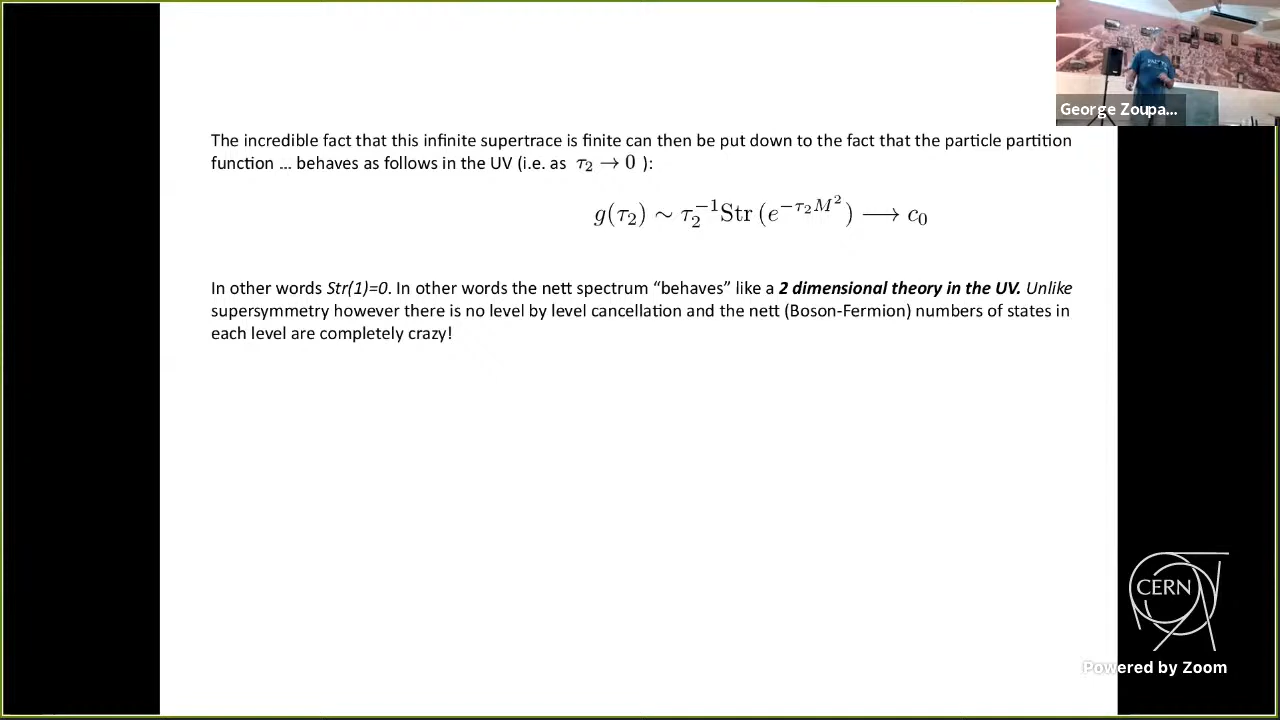 George Zoupa...
The incredible fact that this infinite supertrace is finite can then be put down to the fact that the particle partition
function ... behaves as follows in the UV (i.e. as τ₂ → 0 ):
g(τ₂) ∼ τ₂⁻¹Str (e^{−τ₂M²}) ⟶ c₀
In other words Str(1)=0. In other words the nett spectrum “behaves” like a 2 dimensional theory in the UV. Unlike
supersymmetry however there is no level by level cancellation and the nett (Boson-Fermion) numbers of states in
each level are completely crazy!
CERN
Powered by Zoom